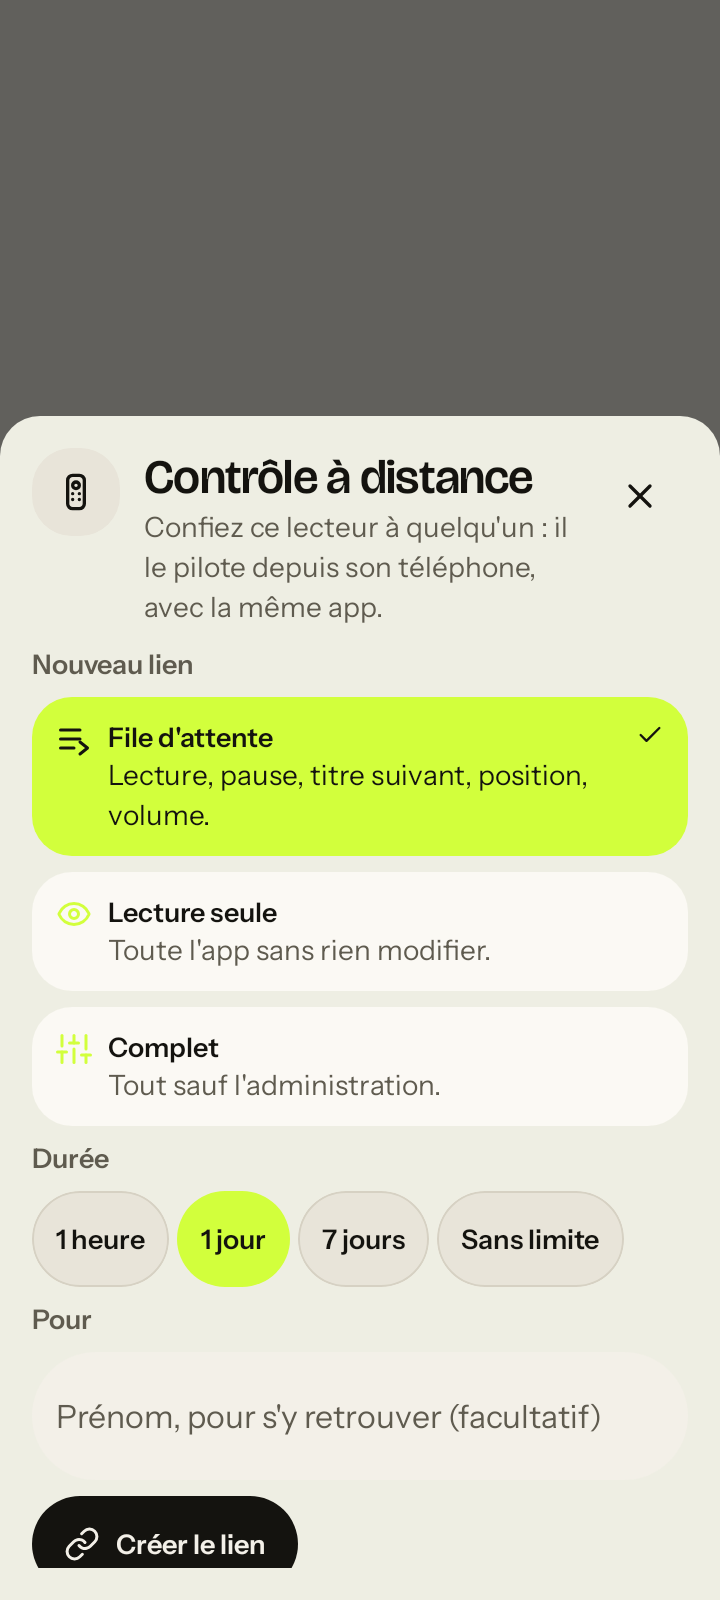 Contrôle à distance
Confiez ce lecteur à quelqu'un : il
le pilote depuis son téléphone,
avec la même app.
Nouveau lien
File d'attente
Lecture, pause, titre suivant, position,
volume.
Lecture seule
Toute l'app sans rien modifier.
Complet
Tout sauf l'administration.
Durée
1 heure
1 jour
7 jours
Sans limite
Pour
Prénom, pour s'y retrouver (facultatif)
Créer le lien